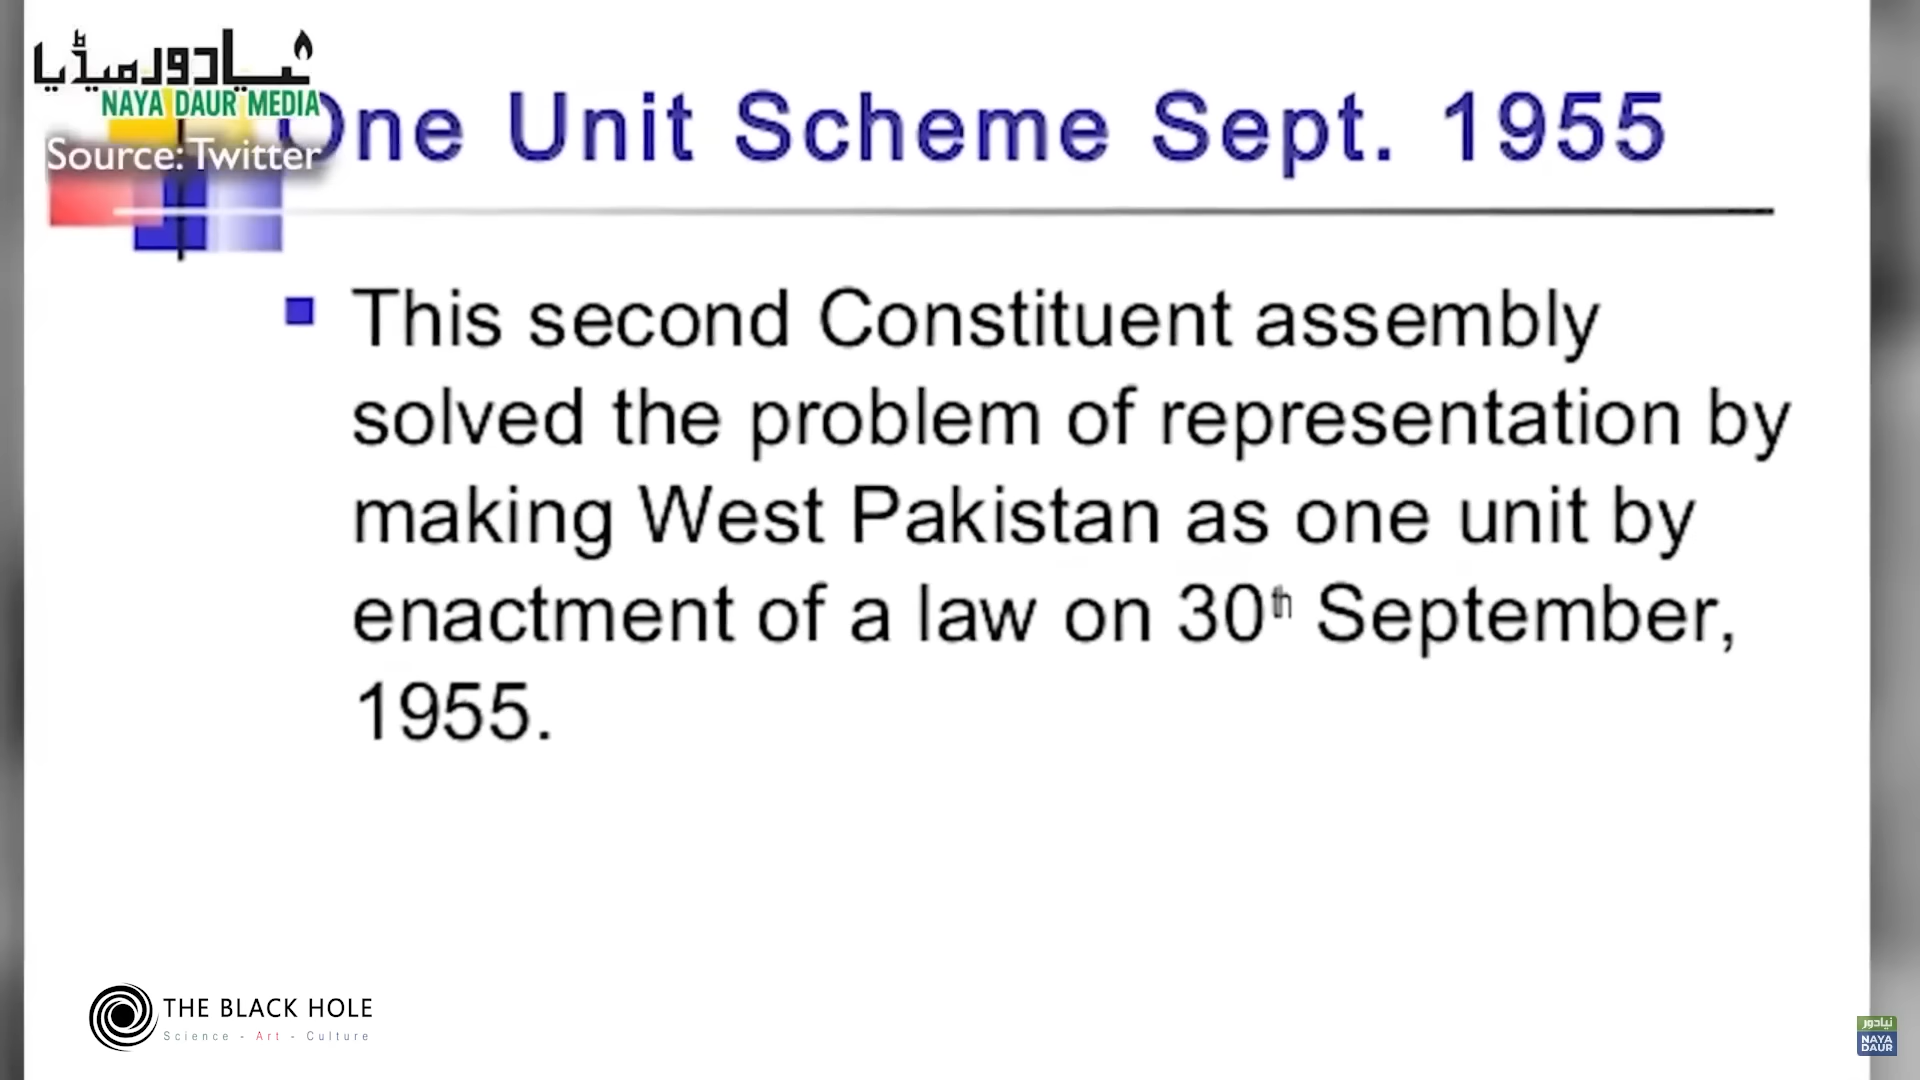 نیادور میڈیا
NAYA DAUR MEDIA
Source: Twitter
One Unit Scheme Sept. 1955
This second Constituent assembly
solved the problem of representation by
making West Pakistan as one unit by
enactment of a law on 30th September,
1955.
THE BLACK HOLE
Science - Art - Culture
نیادور
NAYA
DAUR